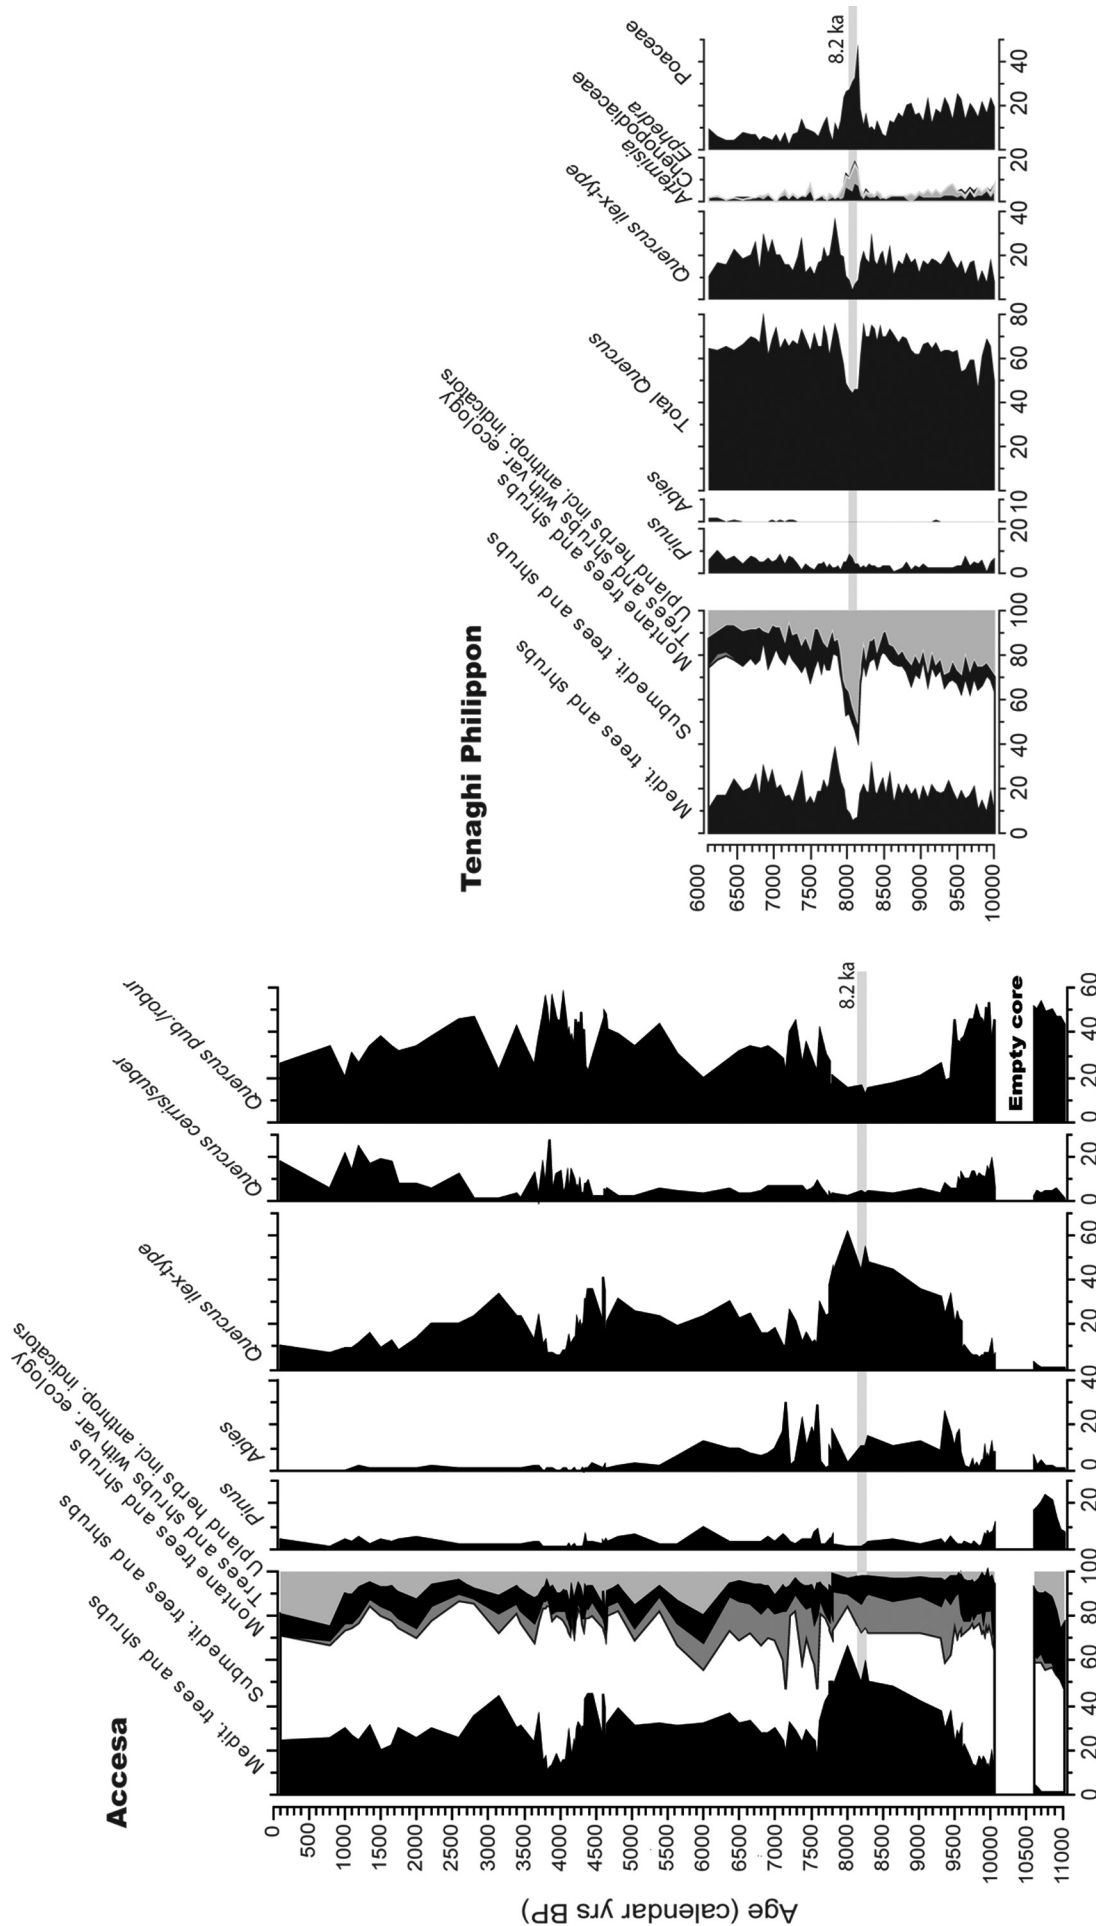 Accesa
Medit. trees and shrubs
Submedit. trees and shrubs
Montane trees and shrubs
Trees and shrubs with var. ecology
Upland herbs incl. anthrop. indicators
Pinus
Abies
Quercus ilex-type
Quercus cerris/suber
Quercus pub./robur
8.2 ka
Empty core
Age (calendar yrs BP)
0
500
1000
1500
2000
2500
3000
3500
4000
4500
5000
5500
6000
6500
7000
7500
8000
8500
9000
9500
10000
10500
11000
0 20 40 60 80 100
20
0 20 40
0 20 40 60
0 20
0 20 40 60
Tenaghi Philippon
Medit. trees and shrubs
Submedit. trees and shrubs
Montane trees and shrubs
Trees and shrubs with var. ecology
Upland herbs incl. anthrop. indicators
Pinus
Abies
Total Quercus
Quercus ilex-type
Artemisia
Chenopodiaceae
Ephedra
Poaceae
8.2 ka
6000
6500
7000
7500
8000
8500
9000
9500
10000
0 20 40 60 80 100
0 20
10
20 40 60 80
20 40
20
20 40